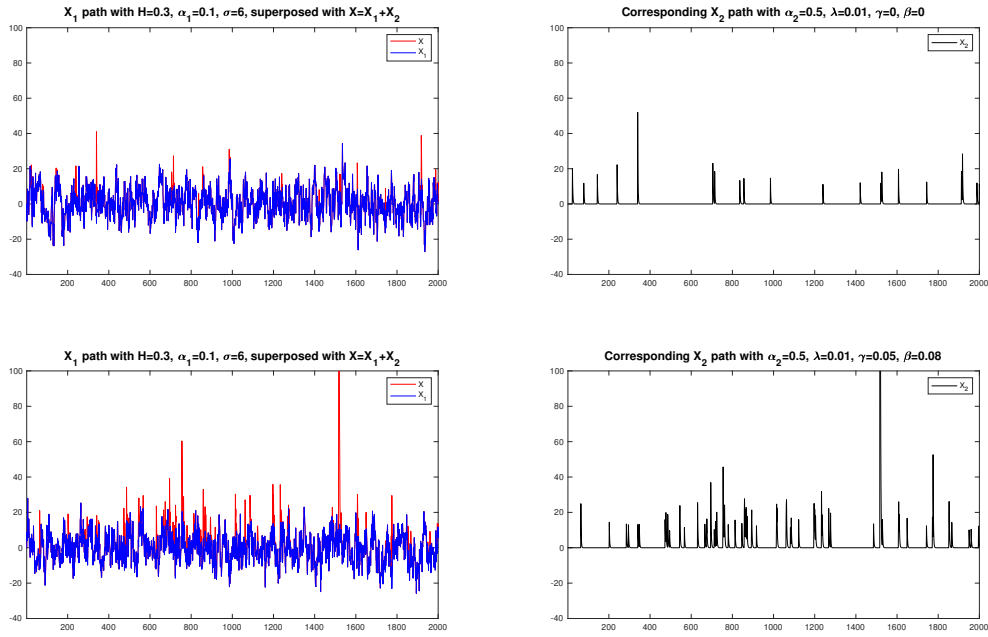 X₁ path with H=0.3, α₁=0.1, σ=6, superposed with X=X₁+X₂
100
80
60
40
20
0
-20
-40
200 400 600 800 1000 1200 1400 1600 1800 2000
X
X₁
Corresponding X₂ path with α₂=0.5, λ=0.01, γ=0, β=0
100
80
60
40
20
0
-20
-40
200 400 600 800 1000 1200 1400 1600 1800 2000
X₂
X₁ path with H=0.3, α₁=0.1, σ=6, superposed with X=X₁+X₂
100
80
60
40
20
0
-20
-40
200 400 600 800 1000 1200 1400 1600 1800 2000
X
X₁
Corresponding X₂ path with α₂=0.5, λ=0.01, γ=0.05, β=0.08
100
80
60
40
20
0
-20
-40
200 400 600 800 1000 1200 1400 1600 1800 2000
X₂